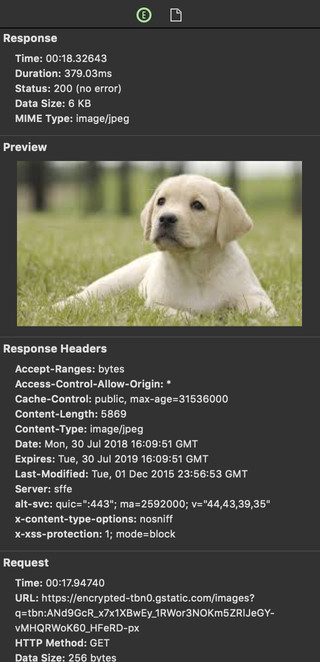 Response
Time: 00:18.32643
Duration: 379.03ms
Status: 200 (no error)
Data Size: 6 KB
MIME Type: image/jpeg
Preview
Response Headers
Accept-Ranges: bytes
Access-Control-Allow-Origin: *
Cache-Control: public, max-age=31536000
Content-Length: 5869
Content-Type: image/jpeg
Date: Mon, 30 Jul 2018 16:09:51 GMT
Expires: Tue, 30 Jul 2019 16:09:51 GMT
Last-Modified: Tue, 01 Dec 2015 23:56:53 GMT
Server: sffe
alt-svc: quic=":443"; ma=2592000; v="44,43,39,35"
x-content-type-options: nosniff
x-xss-protection: 1; mode=block
Request
Time: 00:17.94740
URL: https://encrypted-tbn0.gstatic.com/images?
q=tbn:ANd9GcR_x7x1XBwEy_1RWor3NOKm5ZRIJeGY-
vMHQRWoK60_HFeRD-px
HTTP Method: GET
Data Size: 256 bytes